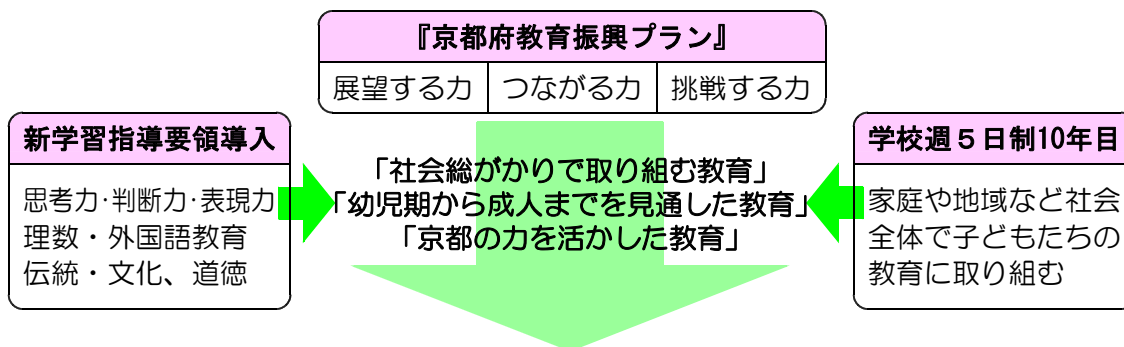 『京都府教育振興プラン』
展望する力 つながる力 挑戦する力
新学習指導要領導入
思考力・判断力・表現力
理数・外国語教育
伝統・文化、道徳
「社会総がかりで取り組む教育」
「幼児期から成人までを見通した教育」
「京都の力を活かした教育」
学校週５日制10年目
家庭や地域など社会
全体で子どもたちの
教育に取り組む